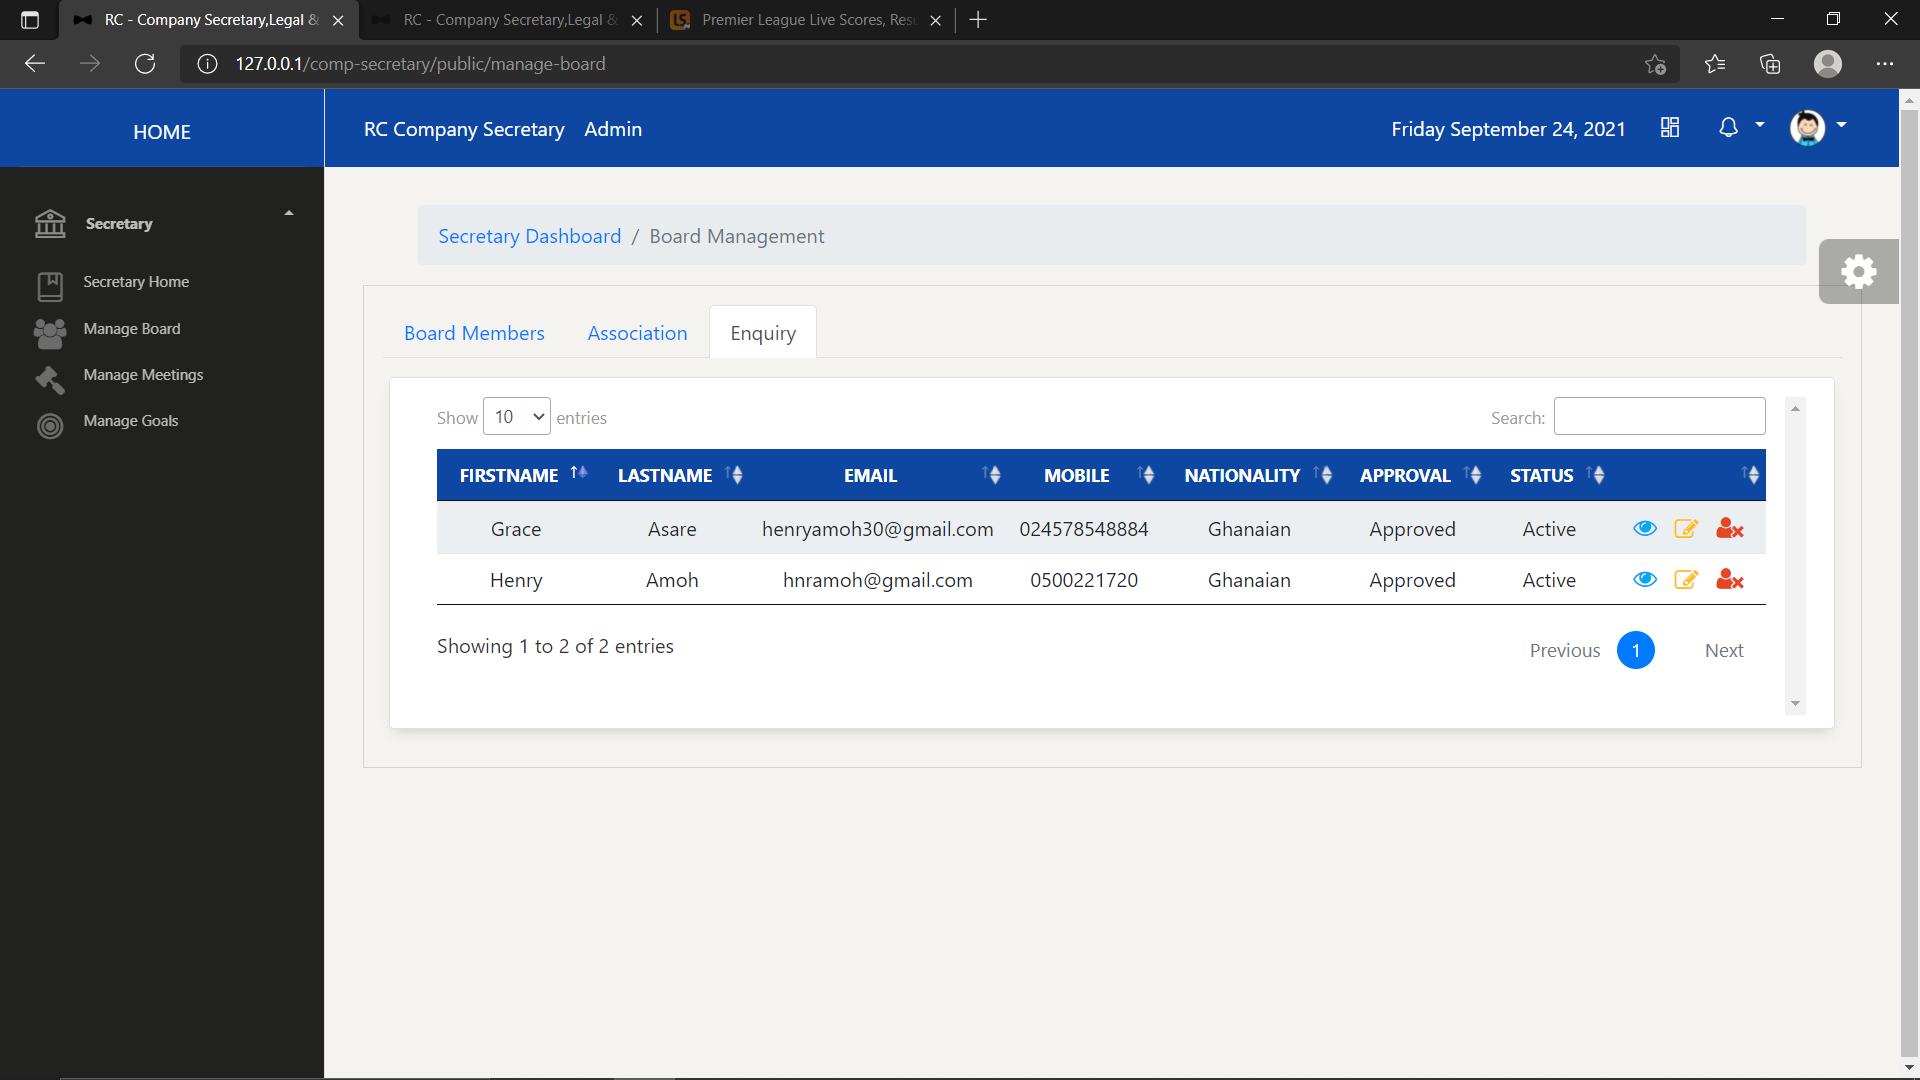 RC - Company Secretary,Legal &
RC - Company Secretary,Legal &
LS Premier League Live Scores, Resu
127.0.0.1/comp-secretary/public/manage-board
HOME
RC Company Secretary Admin
Friday September 24, 2021
Secretary
Secretary Home
Manage Board
Manage Meetings
Manage Goals
Secretary Dashboard / Board Management
Board Members Association Enquiry
Show 10 entries
Search:
FIRSTNAME LASTNAME EMAIL MOBILE NATIONALITY APPROVAL STATUS
Grace Asare henryamoh30@gmail.com 024578548884 Ghanaian Approved Active
Henry Amoh hnramoh@gmail.com 0500221720 Ghanaian Approved Active
Showing 1 to 2 of 2 entries
Previous 1 Next